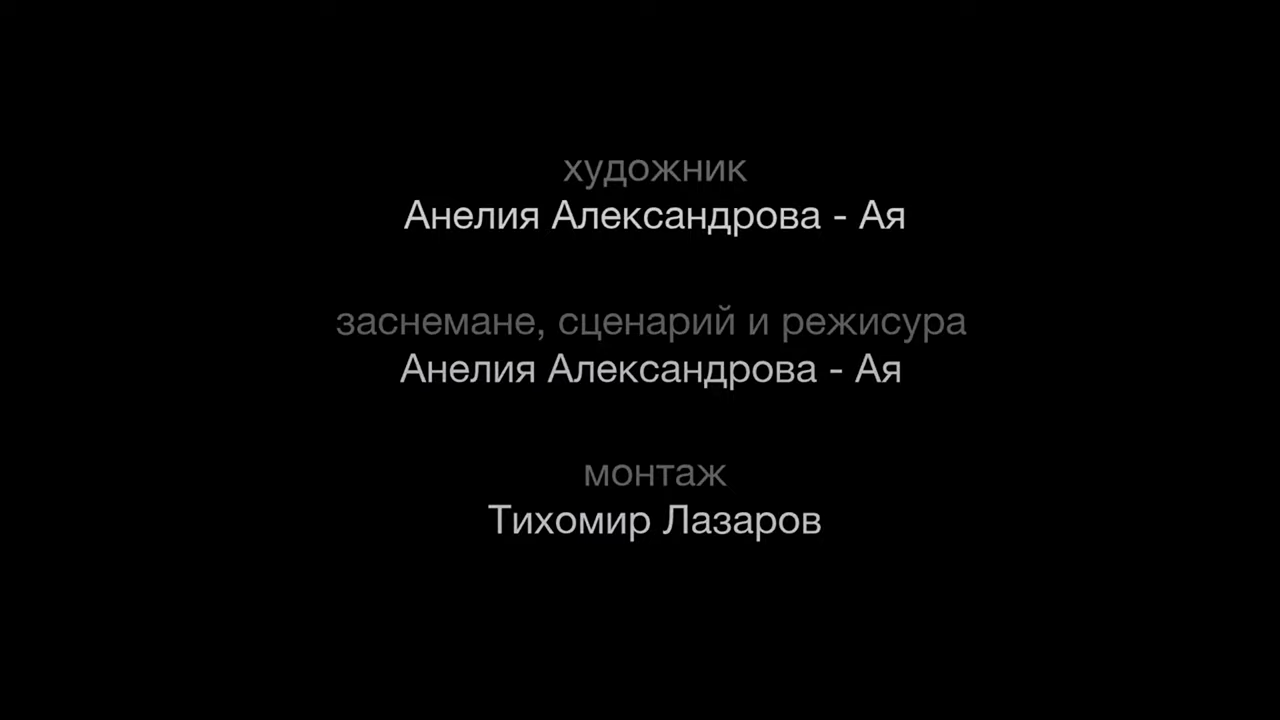 художник
Анелия Александрова - Ая
заснемане, сценарий и режисура
Анелия Александрова - Ая
монтаж
Тихомир Лазаров